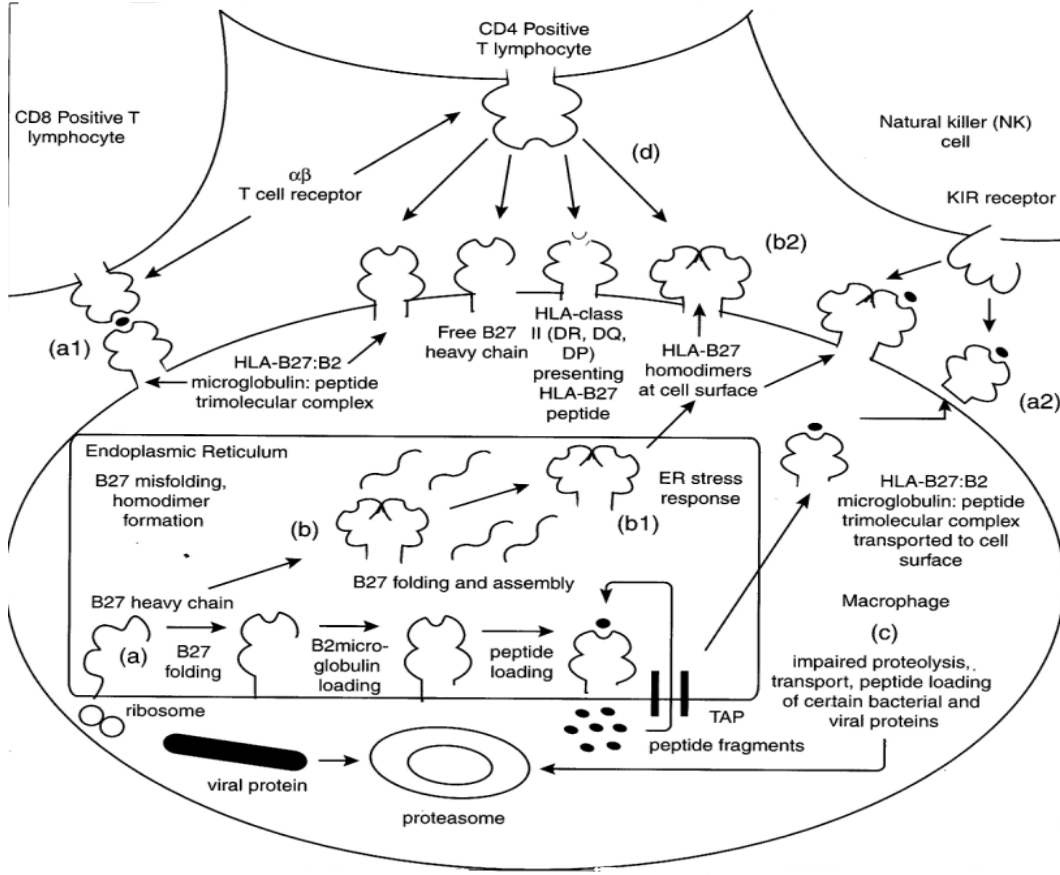 CD4 Positive
T lymphocyte
CD8 Positive T
lymphocyte
Natural killer (NK)
cell
(d)
αβ
T cell receptor
KIR receptor
(b2)
(a1)
HLA-B27:B2
microglobulin: peptide
trimolecular complex
Free B27
heavy chain
HLA-class
II (DR, DQ,
DP)
presenting
HLA-B27
peptide
HLA-B27
homodimers
at cell surface
(a2)
Endoplasmic Reticulum
B27 misfolding,
homodimer
formation
(b)
(b1)
ER stress
response
HLA-B27:B2
microglobulin: peptide
trimolecular complex
transported to cell
surface
B27 folding and assembly
B27 heavy chain
(a)
B27
folding
B2micro-
globulin
loading
peptide
loading
Macrophage
(c)
impaired proteolysis,
transport, peptide loading
of certain bacterial and
viral proteins
ribosome
TAP
peptide fragments
viral protein
proteasome